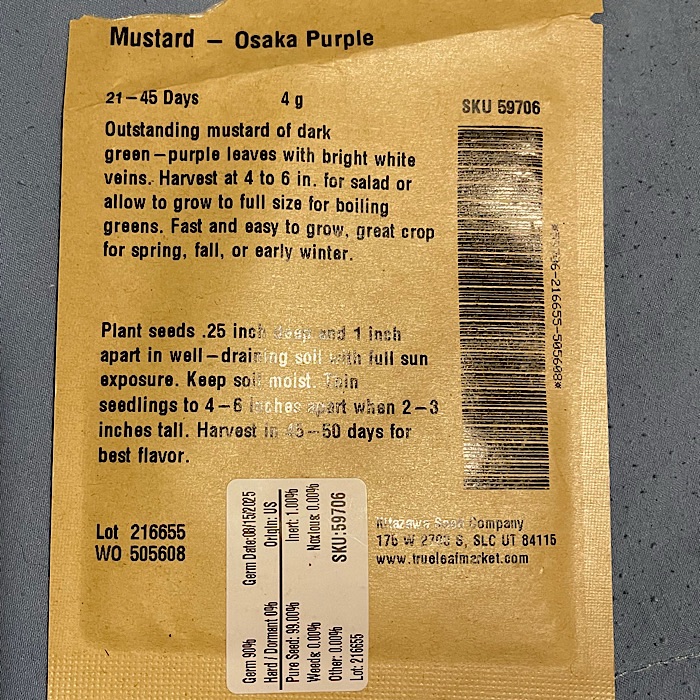 Mustard – Osaka Purple
21–45 Days 4 g
SKU 59706
Outstanding mustard of dark
green–purple leaves with bright white
veins. Harvest at 4 to 6 in. for salad or
allow to grow to full size for boiling
greens. Fast and easy to grow, great crop
for spring, fall, or early winter.
Plant seeds .25 inch deep and 1 inch
apart in well–draining soil with full sun
exposure. Keep soil moist. Thin
seedlings to 4–6 inches apart when 2–3
inches tall. Harvest in 45–50 days for
best flavor.
Lot 216655
WO 505608
Germ 90% Germ Date:08/15/2025
Hard / Dormant 0% Origin: US
Pure Seed: 99.00% Inert: 1.00%
Weeds: 0.00% Noxious: 0.00%
Other: 0.00% SKU:59706
Lot: 216655
Kitazawa Seed Company
175 W 2700 S, SLC UT 84115
www.trueleafmarket.com
*59706-216655-505608*